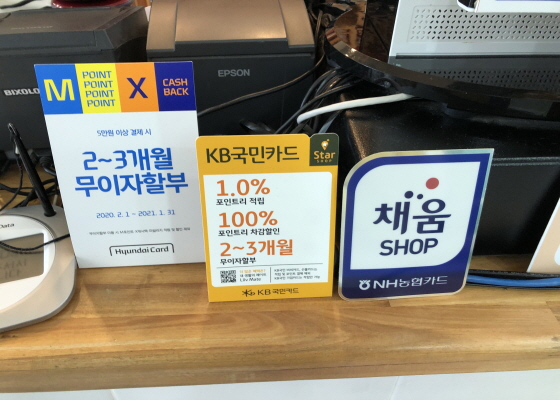 BIXOLON
EPSON
M
POINT
POINT
POINT
POINT
X
CASH
BACK
5만원 이상 결제 시
2~3개월
무이자할부
2020. 2. 1 ~ 2021. 1. 31
HyundaiCard
KB국민카드
Star
SHOP
1.0%
포인트리 적립
100%
포인트리 차감할인
2~3개월
무이자할부
Liiv Mate
KB 국민카드
채움
SHOP
NH농협카드
Data